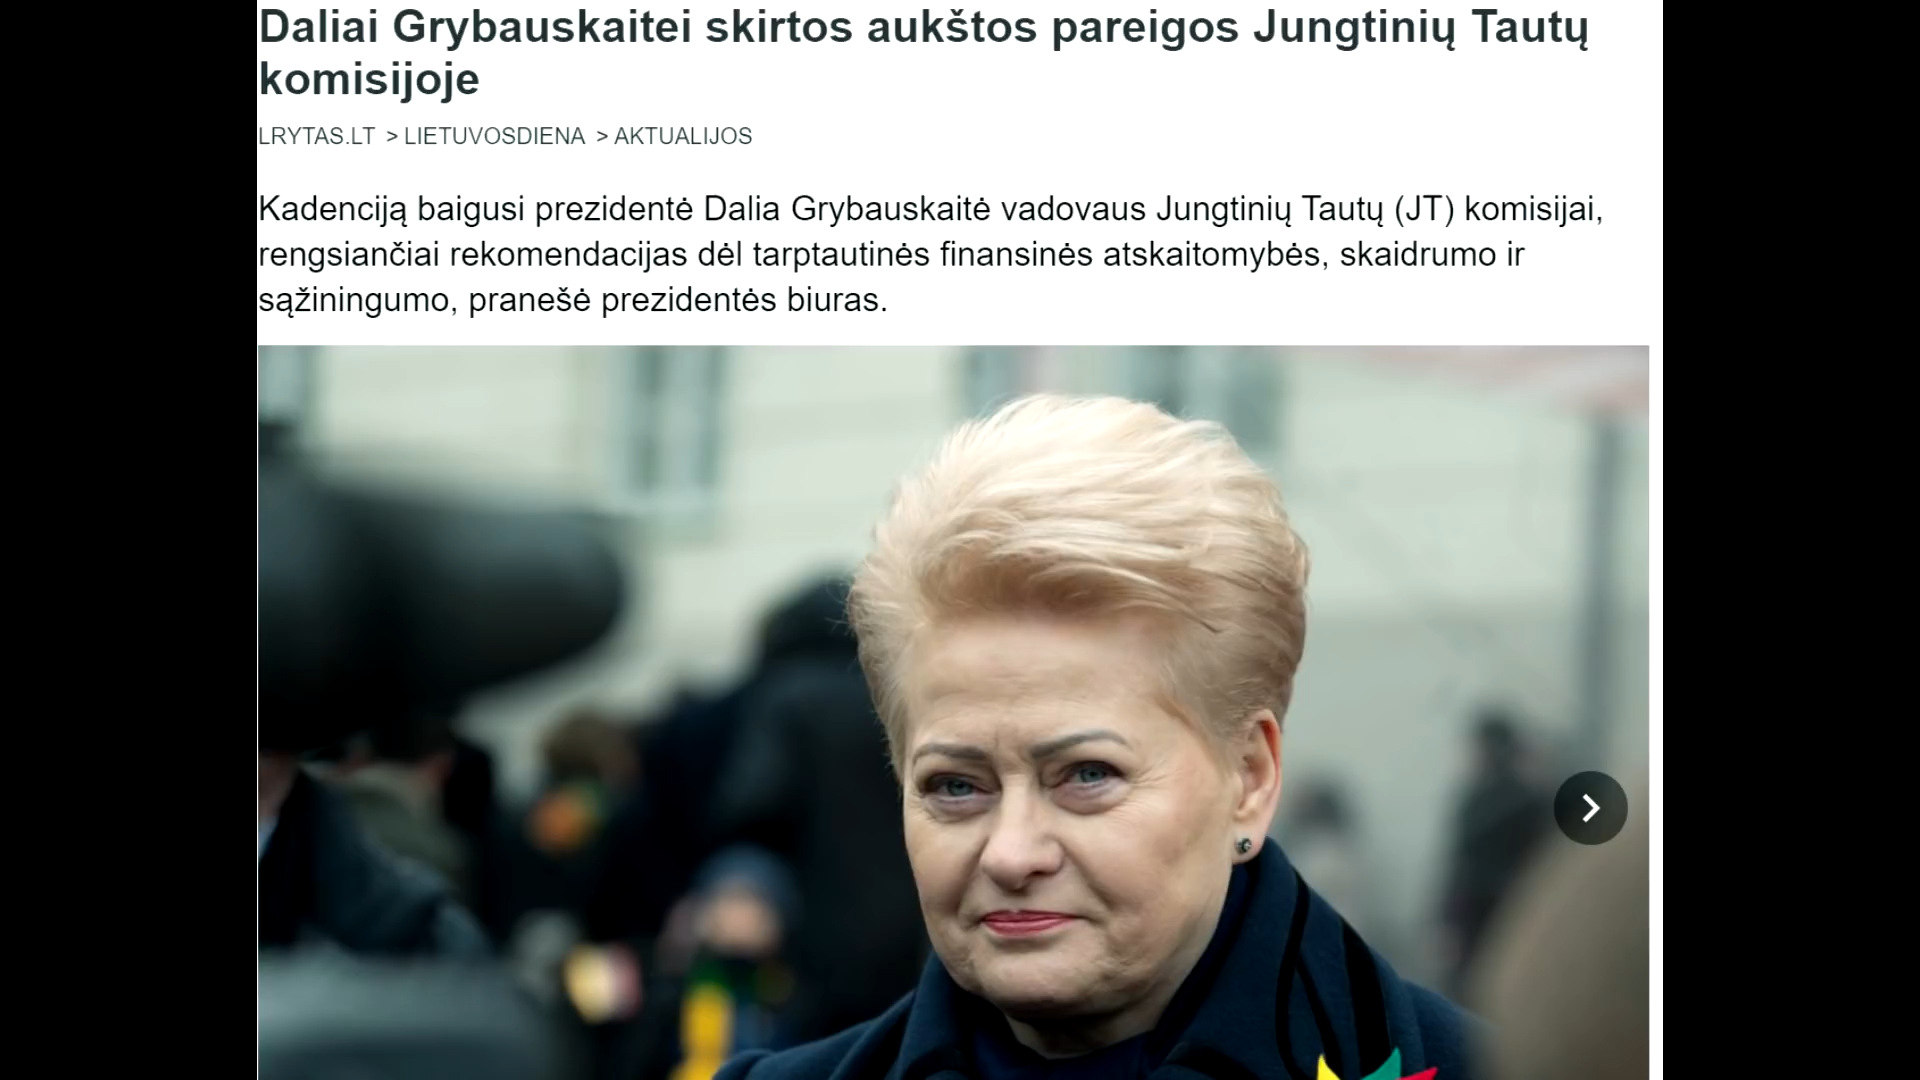 Daliai Grybauskaitei skirtos aukštos pareigos Jungtinių Tautų
komisijoje
LRYTAS.LT > LIETUVOSDIENA > AKTUALIJOS
Kadenciją baigusi prezidentė Dalia Grybauskaitė vadovaus Jungtinių Tautų (JT) komisijai,
rengsiančiai rekomendacijas dėl tarptautinės finansinės atskaitomybės, skaidrumo ir
sąžiningumo, pranešė prezidentės biuras.